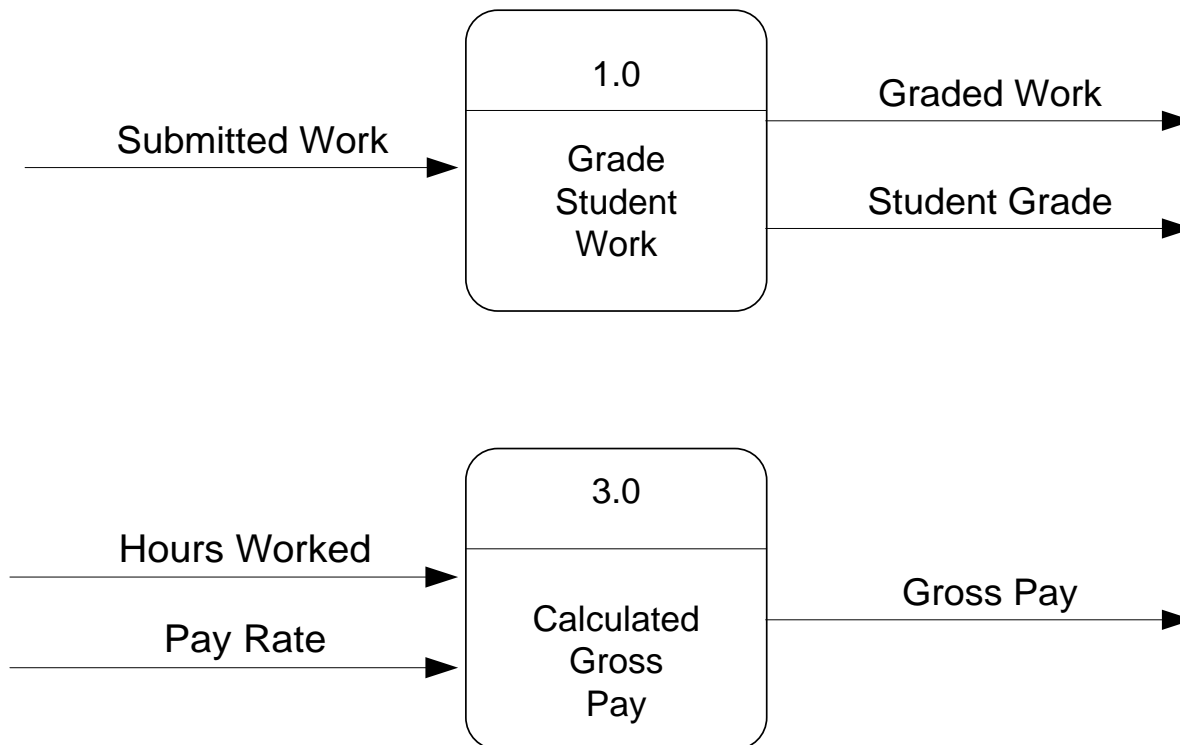 1.0
Graded Work
Submitted Work
Grade
Student
Work
Student Grade
3.0
Hours Worked
Gross Pay
Pay Rate
Calculated
Gross
Pay